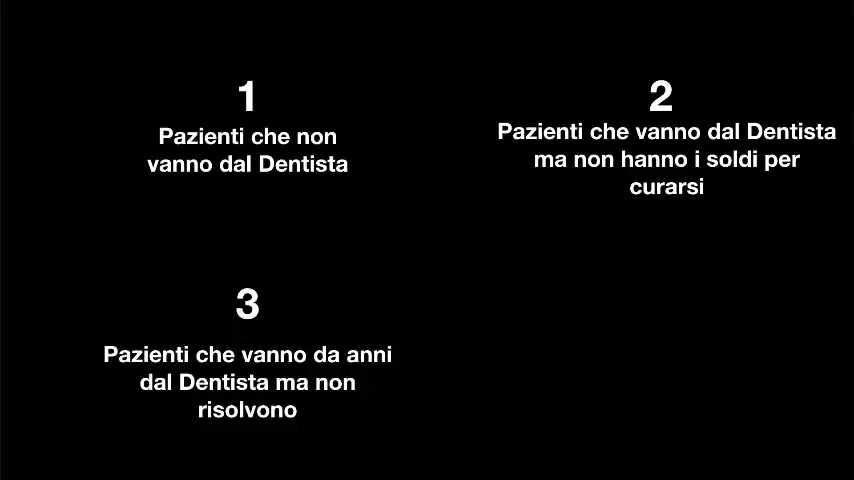 1
Pazienti che non
vanno dal Dentista
2
Pazienti che vanno dal Dentista
ma non hanno i soldi per
curarsi
3
Pazienti che vanno da anni
dal Dentista ma non
risolvono